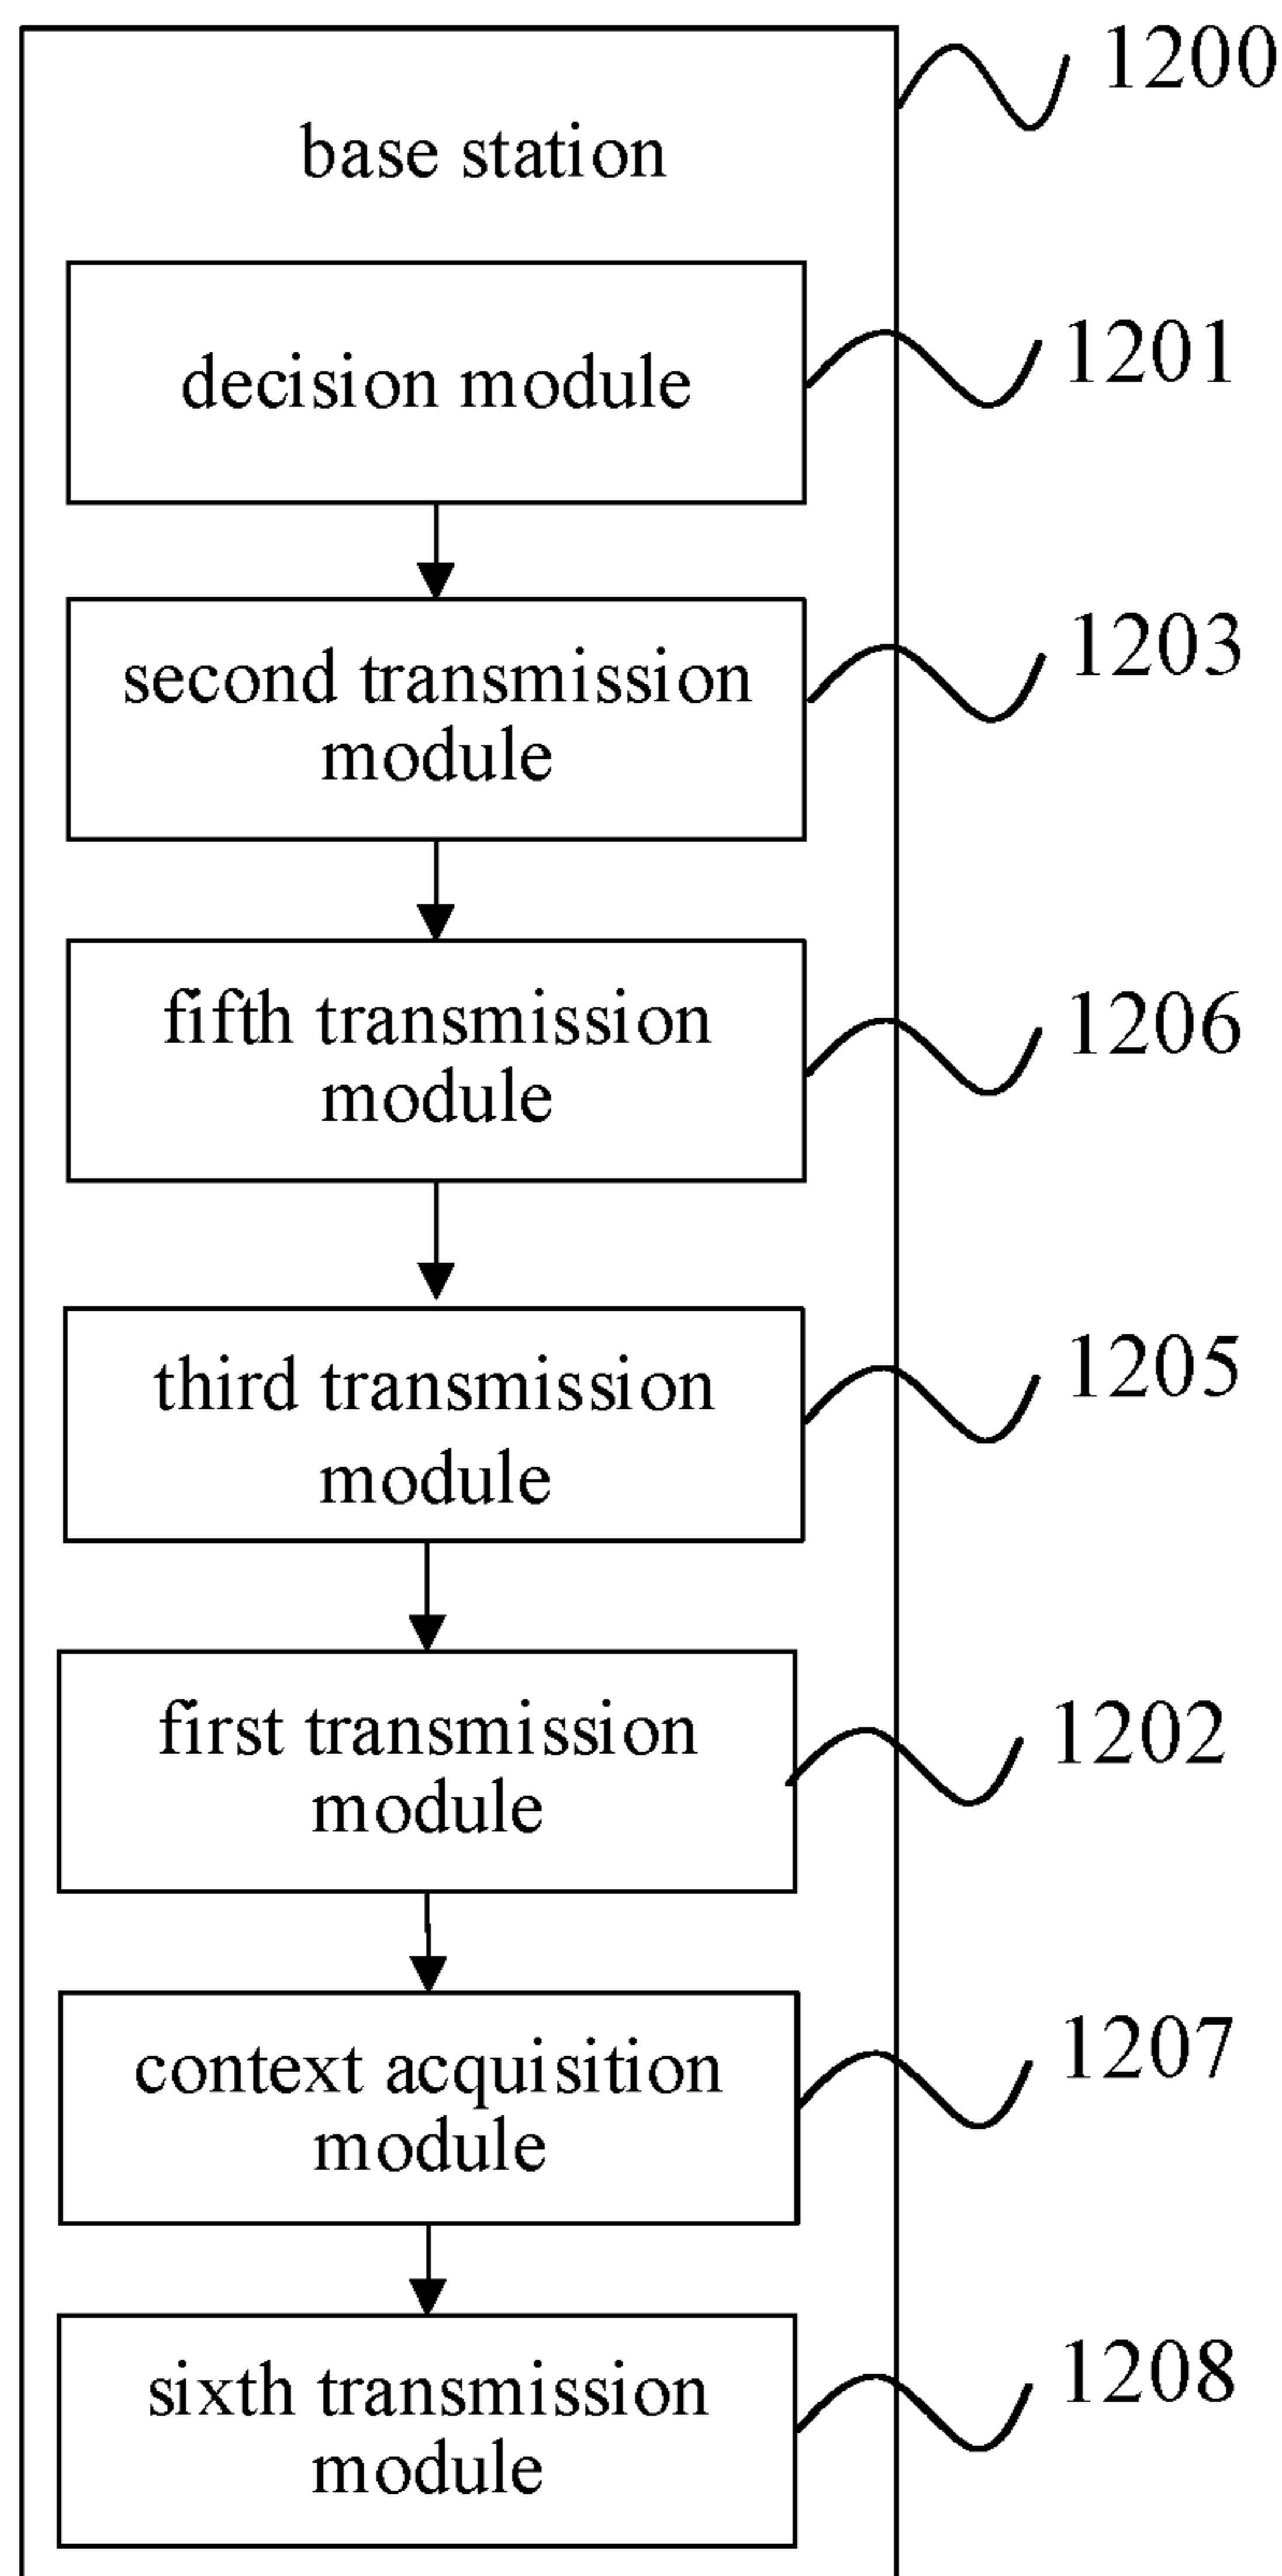 1200
base station
decision module
1201
second transmission
module
1203
fifth transmission
module
1206
third transmission
module
1205
first transmission
module
1202
context acquisition
module
1207
sixth transmission
module
1208